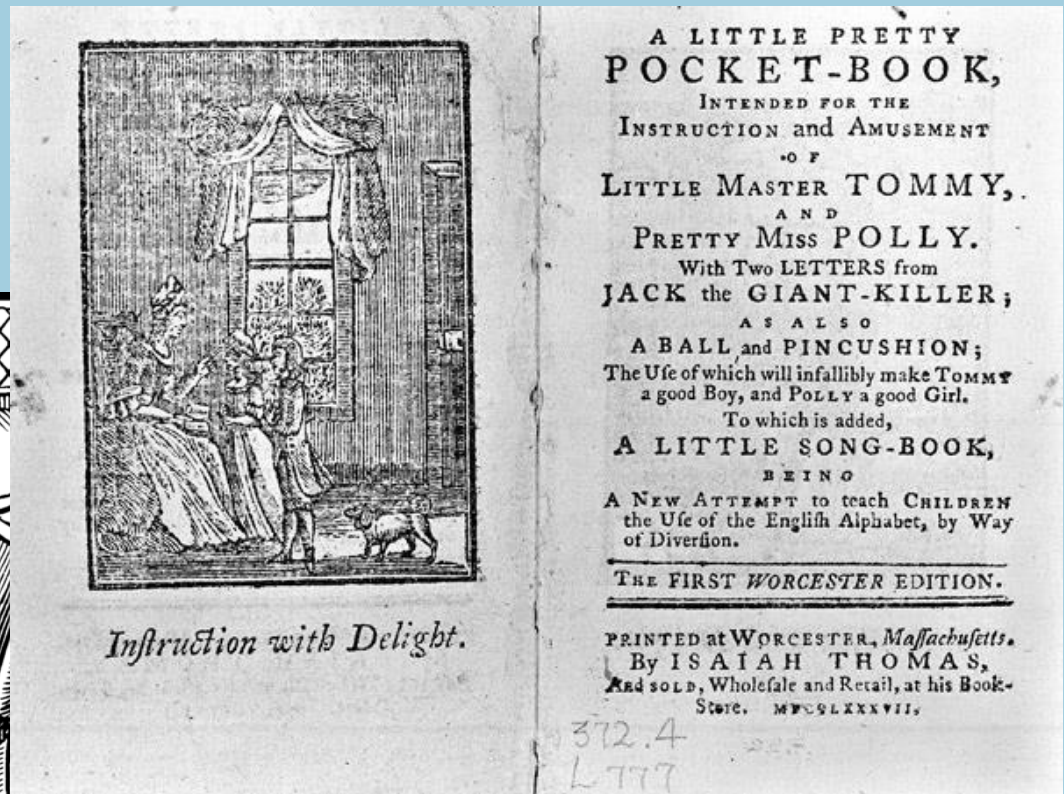 Inſtruction with Delight.
A LITTLE PRETTY
POCKET-BOOK,
INTENDED FOR THE
INSTRUCTION and AMUSEMENT
OF
LITTLE MASTER TOMMY,
AND
PRETTY MISS POLLY.
With Two LETTERS from
JACK the GIANT-KILLER;
AS ALSO
A BALL and PINCUSHION;
The Uſe of which will infallibly make TOMMY
a good Boy, and POLLY a good Girl.
To which is added,
A LITTLE SONG-BOOK,
BEING
A NEW ATTEMPT to teach CHILDREN
the Uſe of the Engliſh Alphabet, by Way
of Diverſion.
THE FIRST WORCESTER EDITION.
PRINTED at WORCESTER, Maſſachuſetts.
By ISAIAH THOMAS,
And SOLD, Wholeſale and Retail, at his Book-
Store. MDCCLXXXVII.
372.4
L777